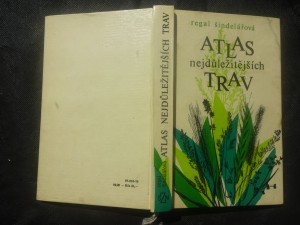 regal šindelářová
ATLAS
nejdůležitějších
TRAV
ATLAS NEJDŮLEŽITĚJŠÍCH TRAV